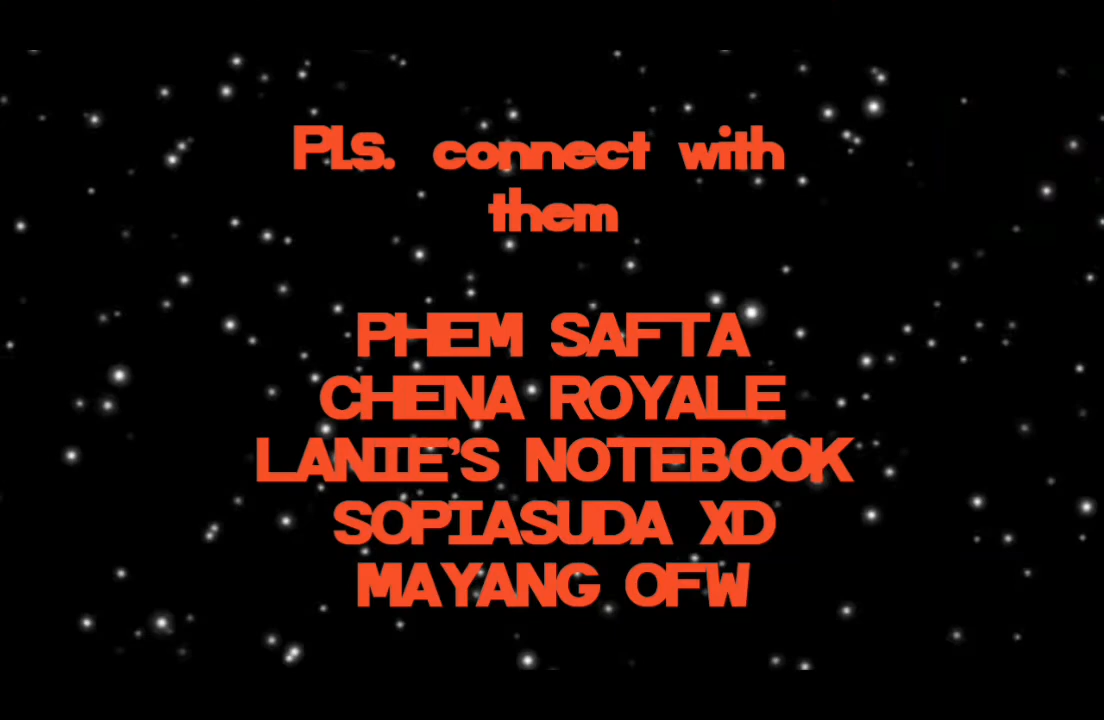 Pls. connect with
them
PHEM SAFTA
CHENA ROYALE
LANIE'S NOTEBOOK
SOPIASUDA XD
MAYANG OFW